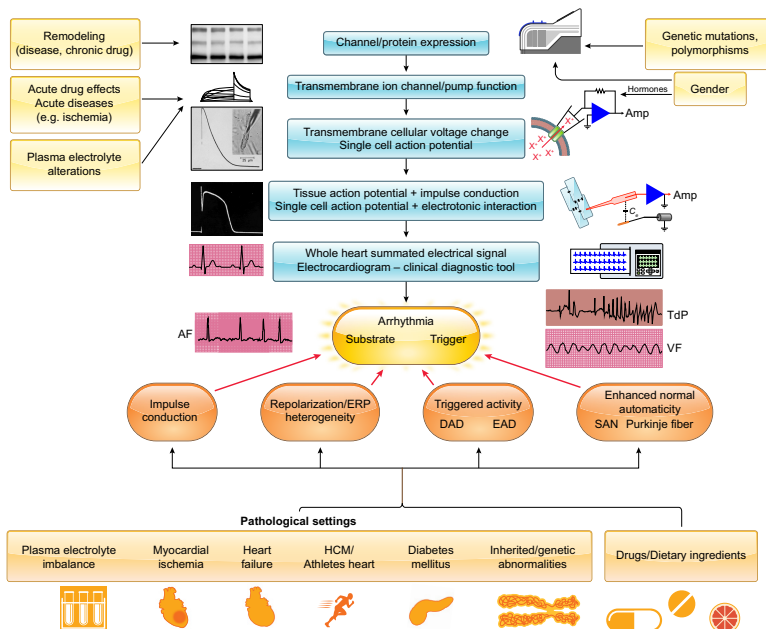 Remodeling
(disease, chronic drug)
Channel/protein expression
Genetic mutations,
polymorphisms
Acute drug effects
Acute diseases
(e.g. ischemia)
Transmembrane ion channel/pump function
Hormones
Gender
Amp
Plasma electrolyte
alterations
25 µm
Transmembrane cellular voltage change
Single cell action potential
X+
X+
X+
X+
X+
Tissue action potential + impulse conduction
Single cell action potential + electrotonic interaction
Amp
Whole heart summated electrical signal
Electrocardiogram – clinical diagnostic tool
AF
Arrhythmia
Substrate Trigger
TdP
VF
Impulse
conduction
Repolarization/ERP
heterogeneity
Triggered activity
DAD EAD
Enhanced normal
automaticity
SAN Purkinje fiber
Pathological settings
Plasma electrolyte
imbalance
Myocardial
ischemia
Heart
failure
HCM/
Athletes heart
Diabetes
mellitus
Inherited/genetic
abnormalities
Drugs/Dietary ingredients